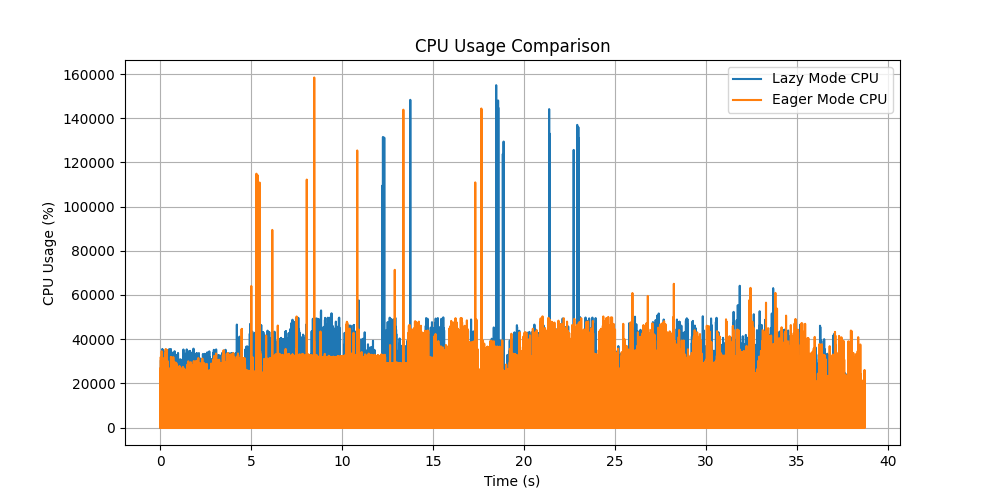 CPU Usage Comparison
Lazy Mode CPU
Eager Mode CPU
CPU Usage (%)
160000
140000
120000
100000
80000
60000
40000
20000
0
0 5 10 15 20 25 30 35 40
Time (s)